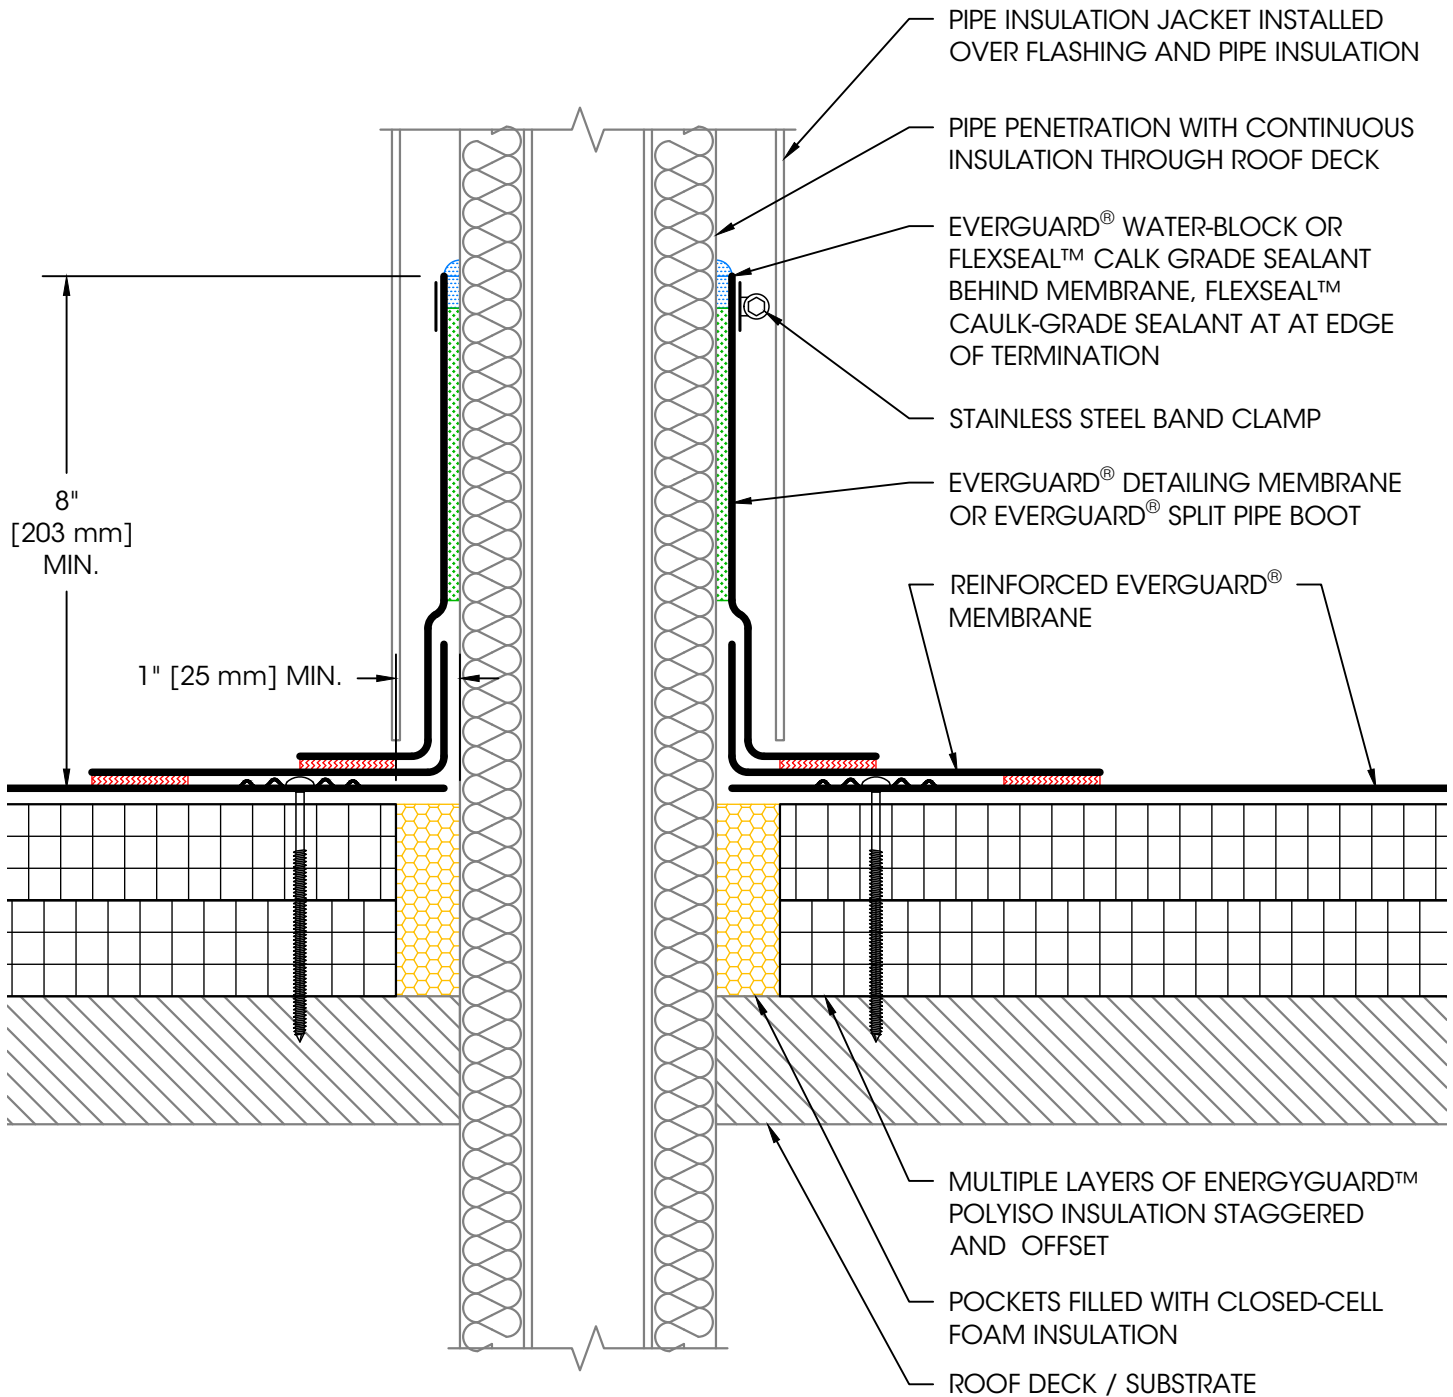 PIPE INSULATION JACKET INSTALLED
OVER FLASHING AND PIPE INSULATION
PIPE PENETRATION WITH CONTINUOUS
INSULATION THROUGH ROOF DECK
EVERGUARD® WATER-BLOCK OR
FLEXSEAL™ CALK GRADE SEALANT
BEHIND MEMBRANE, FLEXSEAL™
CAULK-GRADE SEALANT AT AT EDGE
OF TERMINATION
STAINLESS STEEL BAND CLAMP
EVERGUARD® DETAILING MEMBRANE
OR EVERGUARD® SPLIT PIPE BOOT
REINFORCED EVERGUARD®
MEMBRANE
8"
[203 mm]
MIN.
1" [25 mm] MIN.
MULTIPLE LAYERS OF ENERGYGUARD™
POLYISO INSULATION STAGGERED
AND OFFSET
POCKETS FILLED WITH CLOSED-CELL
FOAM INSULATION
ROOF DECK / SUBSTRATE